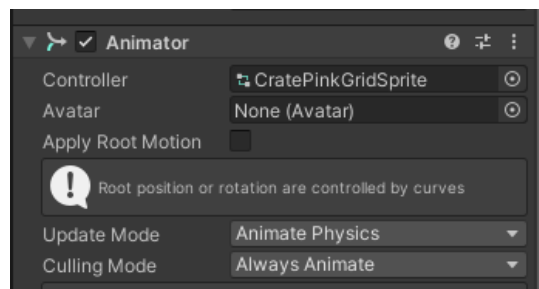 Animator
Controller CratePinkGridSprite
Avatar None (Avatar)
Apply Root Motion
Root position or rotation are controlled by curves
Update Mode Animate Physics
Culling Mode Always Animate